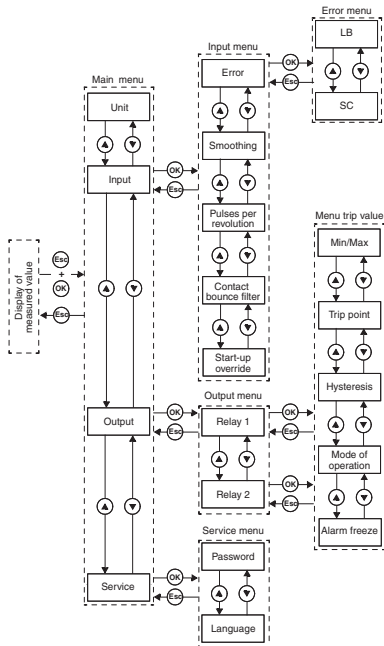 Error menu
LB
OK
Esc
SC
Input menu
Error
Smoothing
Pulses per
revolution
Contact
bounce filter
Start-up
override
Main menu
Unit
Input
OK
Esc
Output
Service
Display of
measured value
Esc
+
OK
Esc
Menu trip value
Min/Max
Trip point
Hysteresis
Mode of
operation
Alarm freeze
Output menu
OK
Esc
Relay 1
OK
Esc
Relay 2
OK
Esc
Service menu
Password
OK
Esc
Language